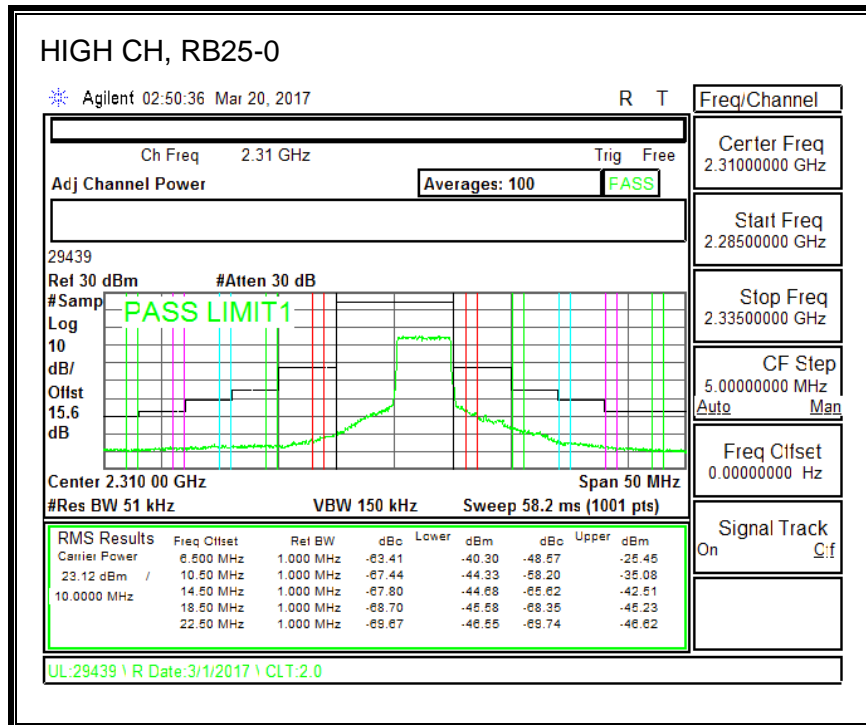 HIGH CH, RB25-0
Agilent 02:50:36 Mar 20, 2017 R T
Freq/Channel
Ch Freq 2.31 GHz Trig Free
Adj Channel Power Averages: 100 PASS
Center Freq
2.31000000 GHz
Start Freq
2.28500000 GHz
Stop Freq
2.33500000 GHz
CF Step
5.00000000 MHz
Auto Man
Freq Offset
0.00000000 Hz
Signal Track
On Off
29439
Ref 30 dBm #Atten 30 dB
#Samp
Log
10
dB/
Offst
15.6
dB
PASS LIMIT1
Center 2.310 00 GHz Span 50 MHz
#Res BW 51 kHz VBW 150 kHz Sweep 58.2 ms (1001 pts)
RMS Results Freq Offset Ref BW dBc Lower dBm dBc Upper dBm
Carrier Power 6.500 MHz 1.000 MHz -63.41 -40.30 -48.57 -25.45
23.12 dBm / 10.50 MHz 1.000 MHz -67.44 -44.33 -58.20 -35.08
10.0000 MHz 14.50 MHz 1.000 MHz -67.80 -44.68 -65.62 -42.51
18.50 MHz 1.000 MHz -68.70 -45.58 -68.35 -45.23
22.50 MHz 1.000 MHz -69.67 -46.55 -69.74 -46.62
UL:29439 \ R Date:3/1/2017 \ CLT:2.0